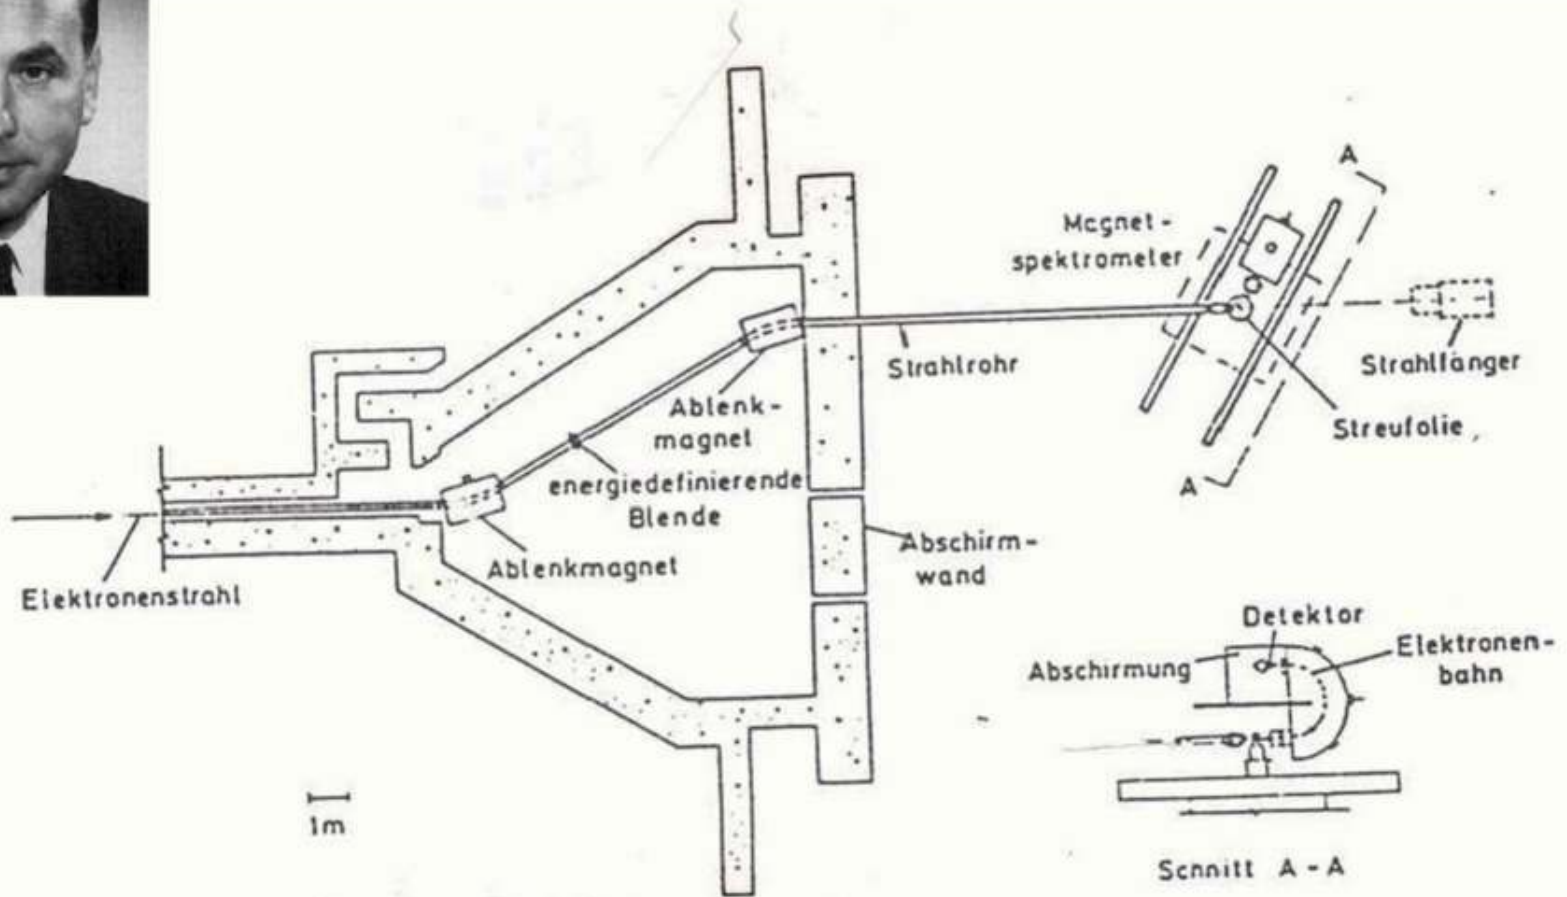 A
Magnet-
spektrometer
Strahlrohr
Strahlfänger
Ablenk-
magnet
Streufolie
energiedefinierende
Blende
A
Ablenkmagnet
Abschirm-
wand
Elektronenstrahl
Detektor
Elektronen-
bahn
Abschirmung
1m
Schnitt A-A